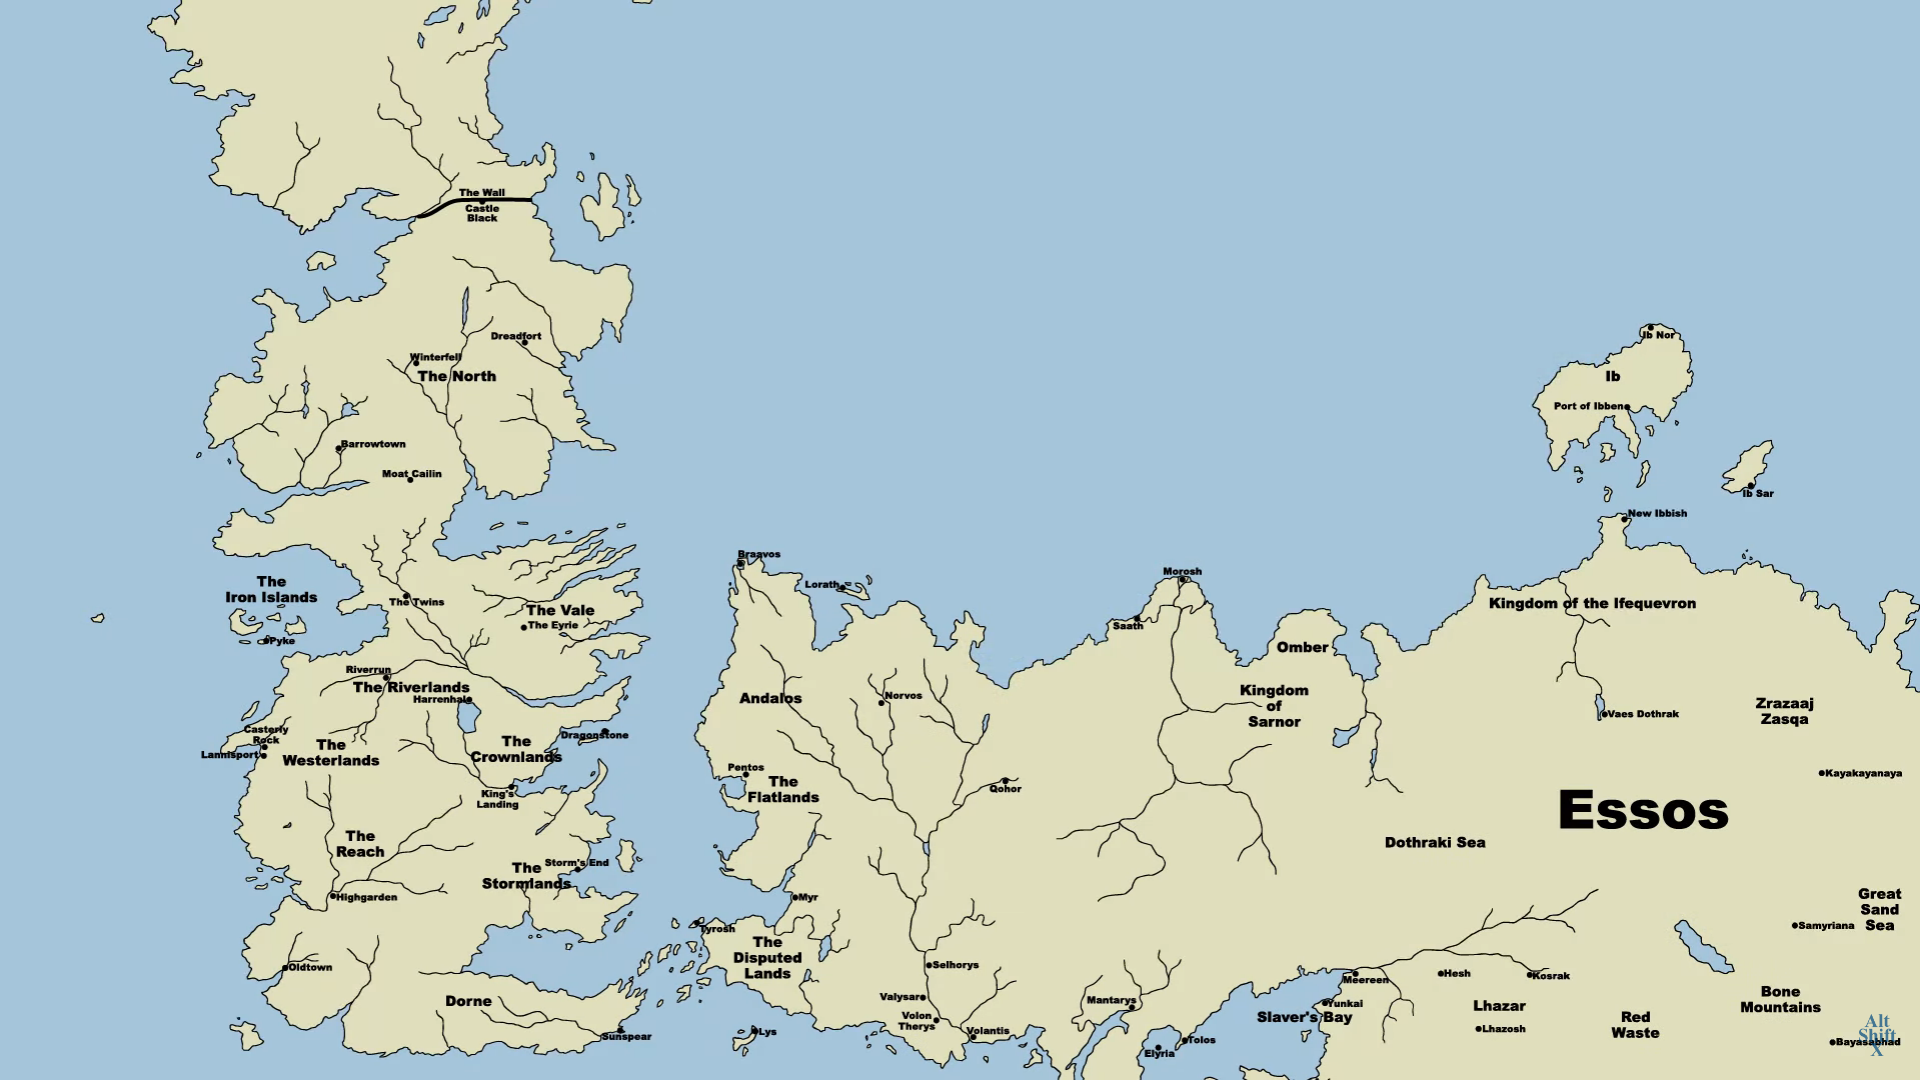 The Wall
Castle
Black
Dreadfort
Winterfell
The North
Barrowtown
Moat Cailin
The
Iron Islands
Pyke
The Twins
The Vale
The Eyrie
Riverrun
The Riverlands
Harrenhal
Casterly
Rock
Lannisport
The
Westerlands
The
Crownlands
Dragonstone
King's
Landing
The
Reach
The
Stormlands
Storm's End
Highgarden
Oldtown
Dorne
Sunspear
Braavos
Lorath
Andalos
Norvos
Pentos
The
Flatlands
Qohor
Myr
Tyrosh
The
Disputed
Lands
Lys
Selhorys
Valysar
Volon
Therys
Volantis
Morosh
Saath
Omber
Kingdom
of
Sarnor
Mantarys
Elyria
Tolos
Slaver's Bay
Meereen
Yunkai
Ib Nor
Ib
Port of Ibben
Ib Sar
New Ibbish
Kingdom of the Ifequevron
Vaes Dothrak
Zrazaaj
Zasqa
Kayakayanaya
Essos
Dothraki Sea
Great
Sand
Sea
Samyriana
Hesh
Kosrak
Lhazar
Lhazosh
Red
Waste
Bone
Mountains
Bayasabhad
Alt
Shift
X